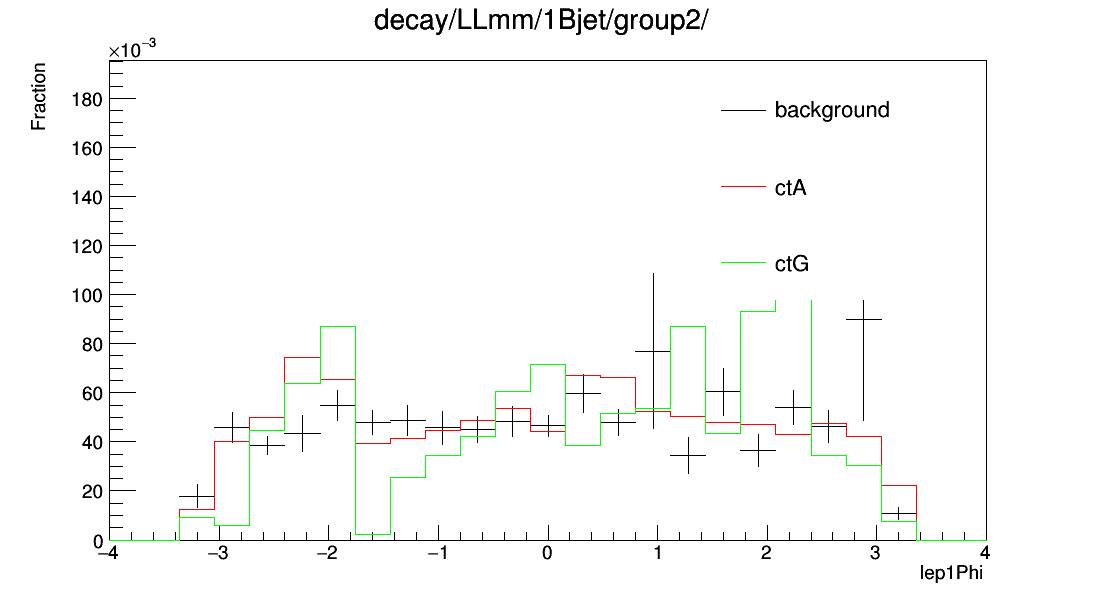 decay/LLmm/1Bjet/group2/
×10⁻³
Fraction
180
160
140
120
100
80
60
40
20
0
background
ctA
ctG
−4 −3 −2 −1 0 1 2 3 4
lep1Phi